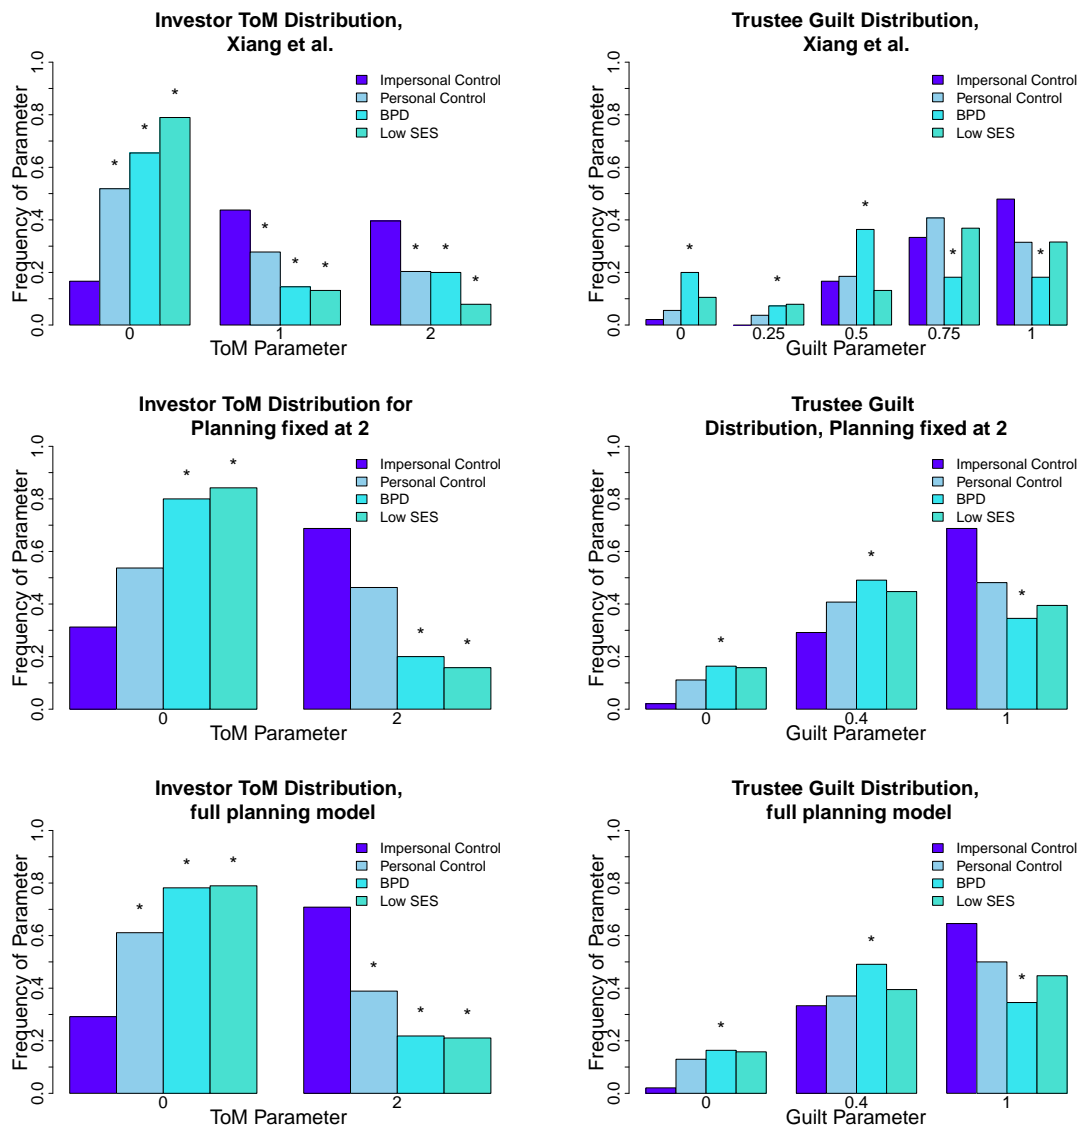 Investor ToM Distribution,
Xiang et al.
Frequency of Parameter
0.0 0.2 0.4 0.6 0.8 1.0
Impersonal Control
Personal Control
BPD
Low SES
* * *
* * *
* * *
0 1 2
ToM Parameter
Trustee Guilt Distribution,
Xiang et al.
Frequency of Parameter
0.0 0.2 0.4 0.6 0.8 1.0
Impersonal Control
Personal Control
BPD
Low SES
* * * * *
0 0.25 0.5 0.75 1
Guilt Parameter
Investor ToM Distribution for
Planning fixed at 2
Frequency of Parameter
0.0 0.2 0.4 0.6 0.8 1.0
Impersonal Control
Personal Control
BPD
Low SES
* *
* *
0 2
ToM Parameter
Trustee Guilt
Distribution, Planning fixed at 2
Frequency of Parameter
0.0 0.2 0.4 0.6 0.8 1.0
Impersonal Control
Personal Control
BPD
Low SES
* * *
0 0.4 1
Guilt Parameter
Investor ToM Distribution,
full planning model
Frequency of Parameter
0.0 0.2 0.4 0.6 0.8 1.0
Impersonal Control
Personal Control
BPD
Low SES
* * *
* * *
0 2
ToM Parameter
Trustee Guilt Distribution,
full planning model
Frequency of Parameter
0.0 0.2 0.4 0.6 0.8 1.0
Impersonal Control
Personal Control
BPD
Low SES
* * *
0 0.4 1
Guilt Parameter